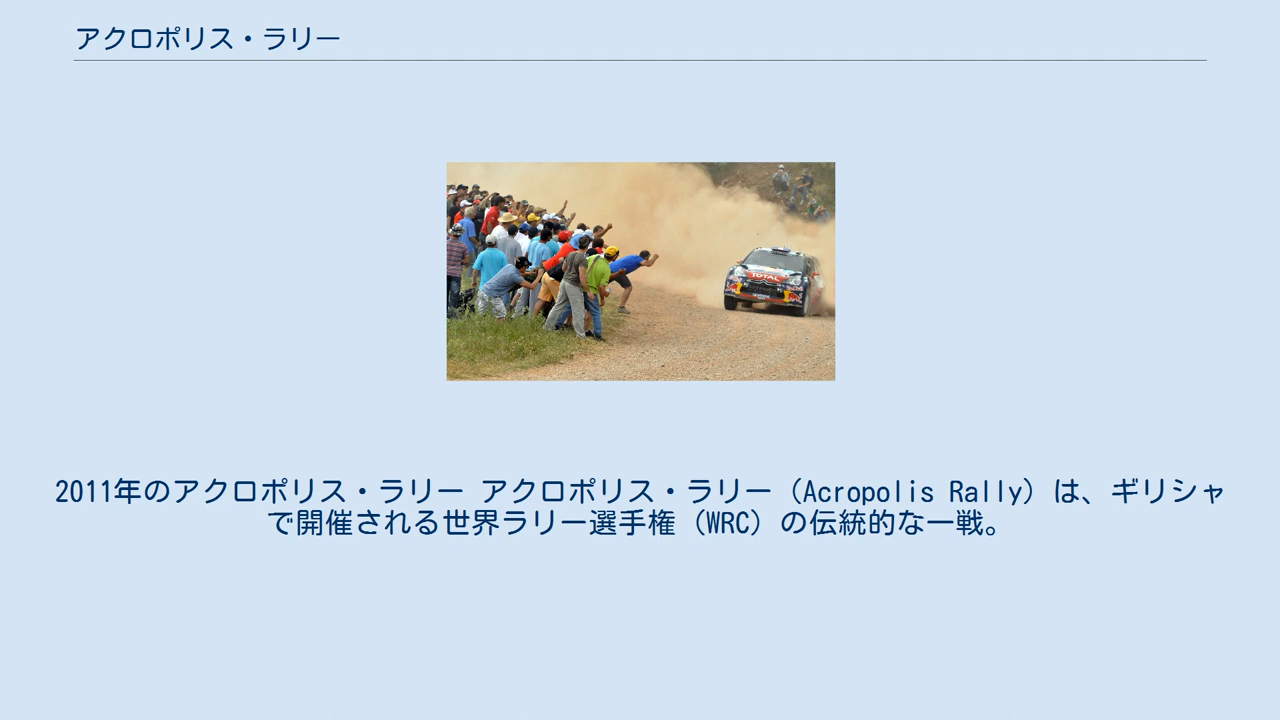 アクロポリス・ラリー
TOTAL
2011年のアクロポリス・ラリー アクロポリス・ラリー（Acropolis Rally）は、ギリシャ
で開催される世界ラリー選手権（WRC）の伝統的な一戦。